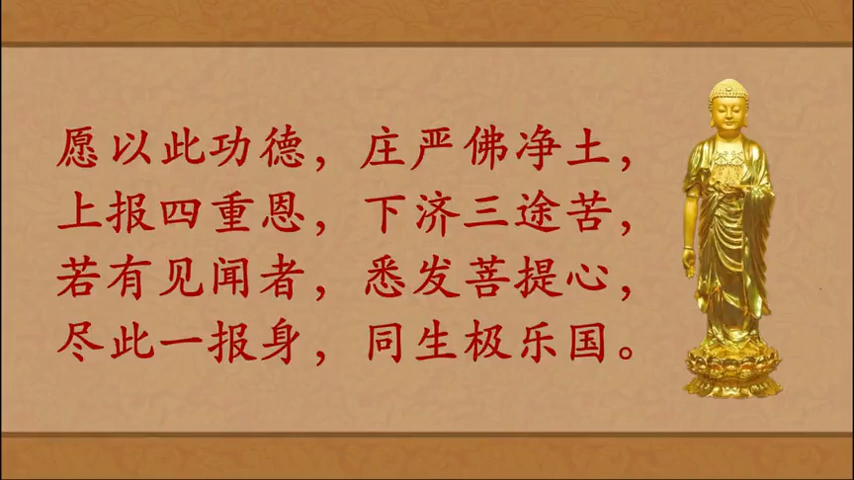 愿以此功德，庄严佛净土，
上报四重恩，下济三途苦，
若有见闻者，悉发菩提心，
尽此一报身，同生极乐国。